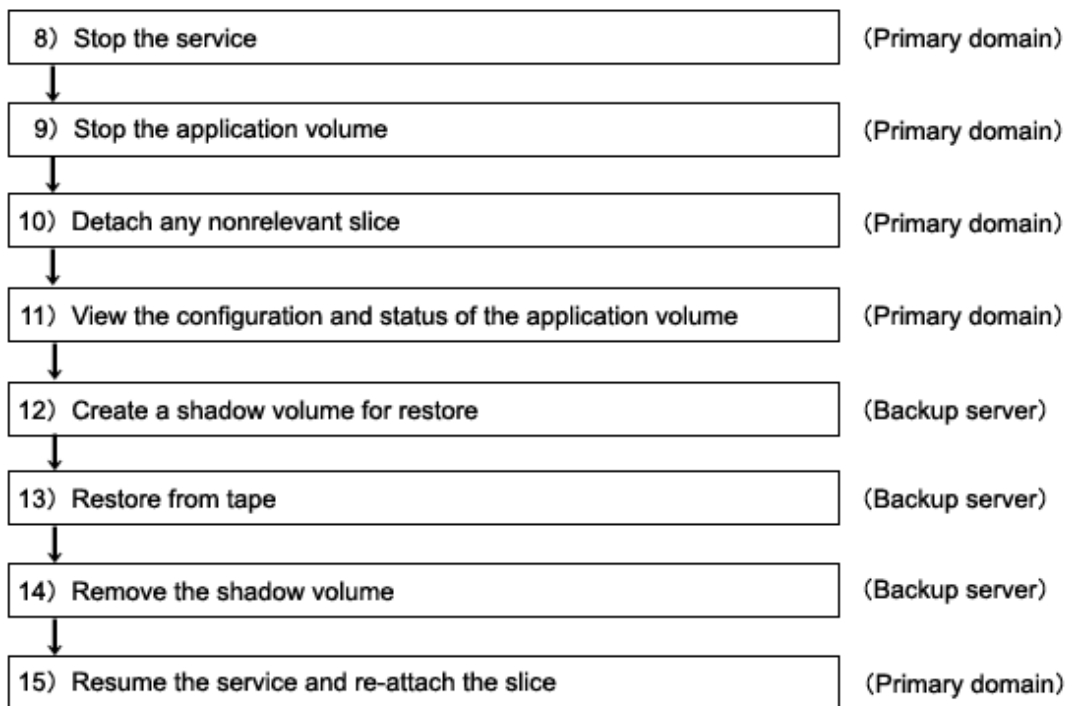 8) Stop the service (Primary domain)
9) Stop the application volume (Primary domain)
10) Detach any nonrelevant slice (Primary domain)
11) View the configuration and status of the application volume (Primary domain)
12) Create a shadow volume for restore (Backup server)
13) Restore from tape (Backup server)
14) Remove the shadow volume (Backup server)
15) Resume the service and re-attach the slice (Primary domain)